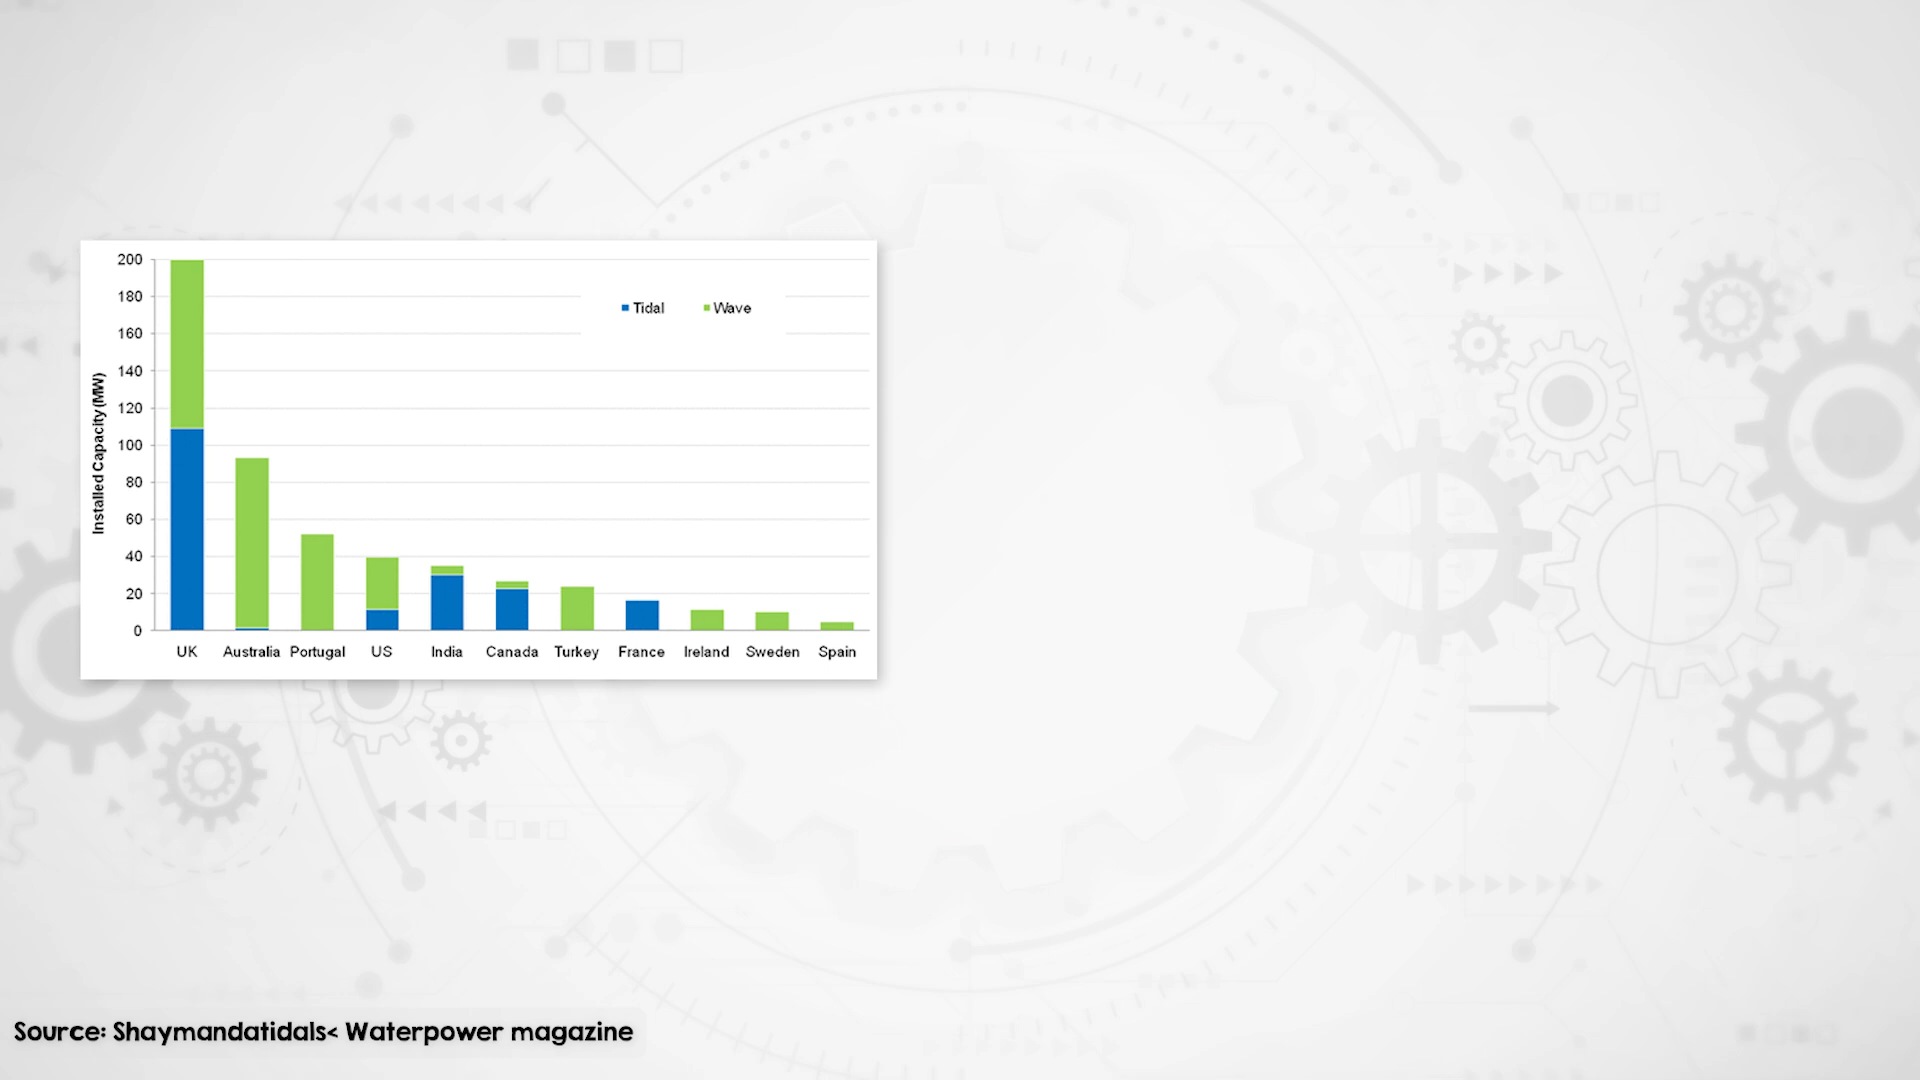 200
180
160
140
120
100
80
60
40
20
0
Installed Capacity (MW)
Tidal Wave
UK Australia Portugal US India Canada Turkey France Ireland Sweden Spain
Source: Shaymandatidals< Waterpower magazine